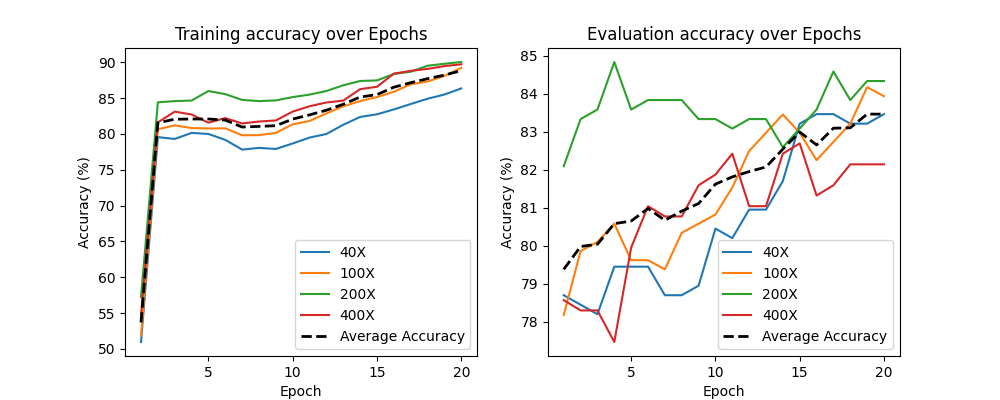 Training accuracy over Epochs
Accuracy (%)
90
85
80
75
70
65
60
55
50
5
10
15
20
Epoch
40X
100X
200X
400X
Average Accuracy
Evaluation accuracy over Epochs
Accuracy (%)
85
84
83
82
81
80
79
78
5
10
15
20
Epoch
40X
100X
200X
400X
Average Accuracy